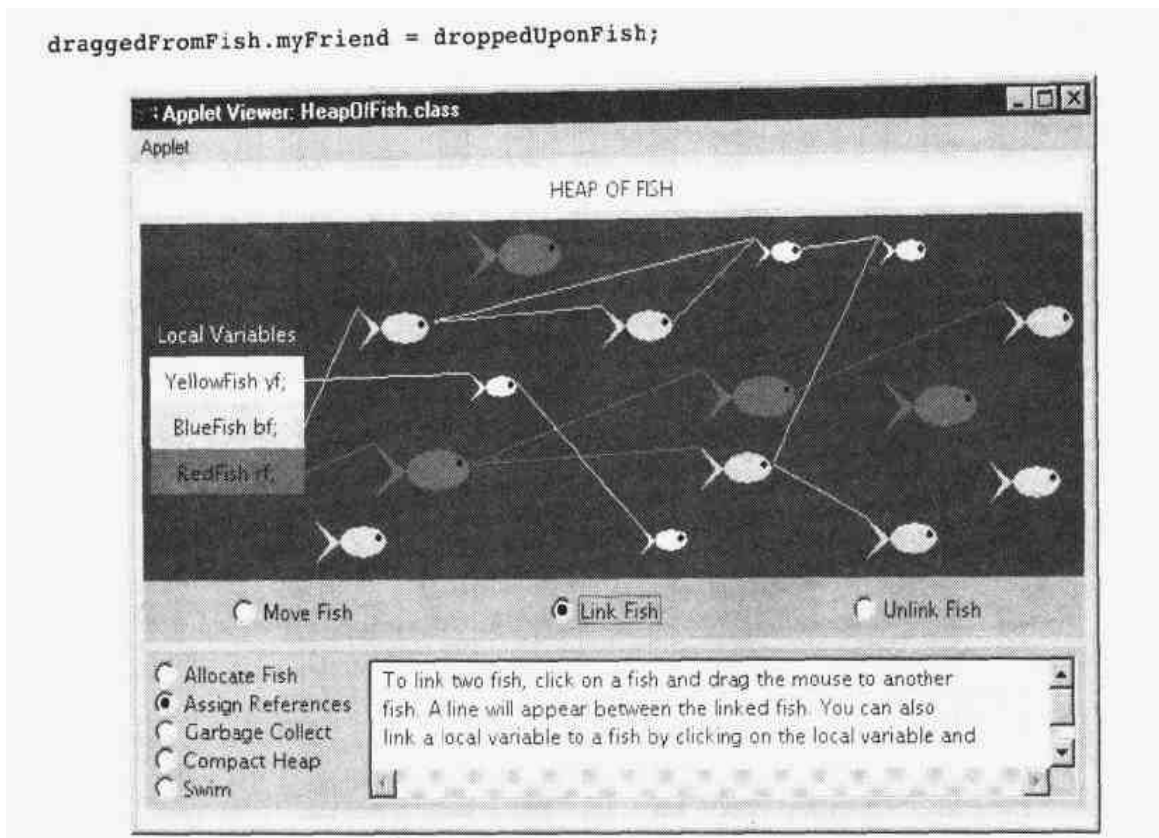 draggedFromFish.myFriend = droppedUponFish;
Applet Viewer: HeapOfFish.class
Applet
HEAP OF FISH
Local Variables
YellowFish yf;
BlueFish bf;
RedFish rf;
Move Fish
Link Fish
Unlink Fish
Allocate Fish
Assign References
Garbage Collect
Compact Heap
Swim
To link two fish, click on a fish and drag the mouse to another
fish. A line will appear between the linked fish. You can also
link a local variable to a fish by clicking on the local variable and